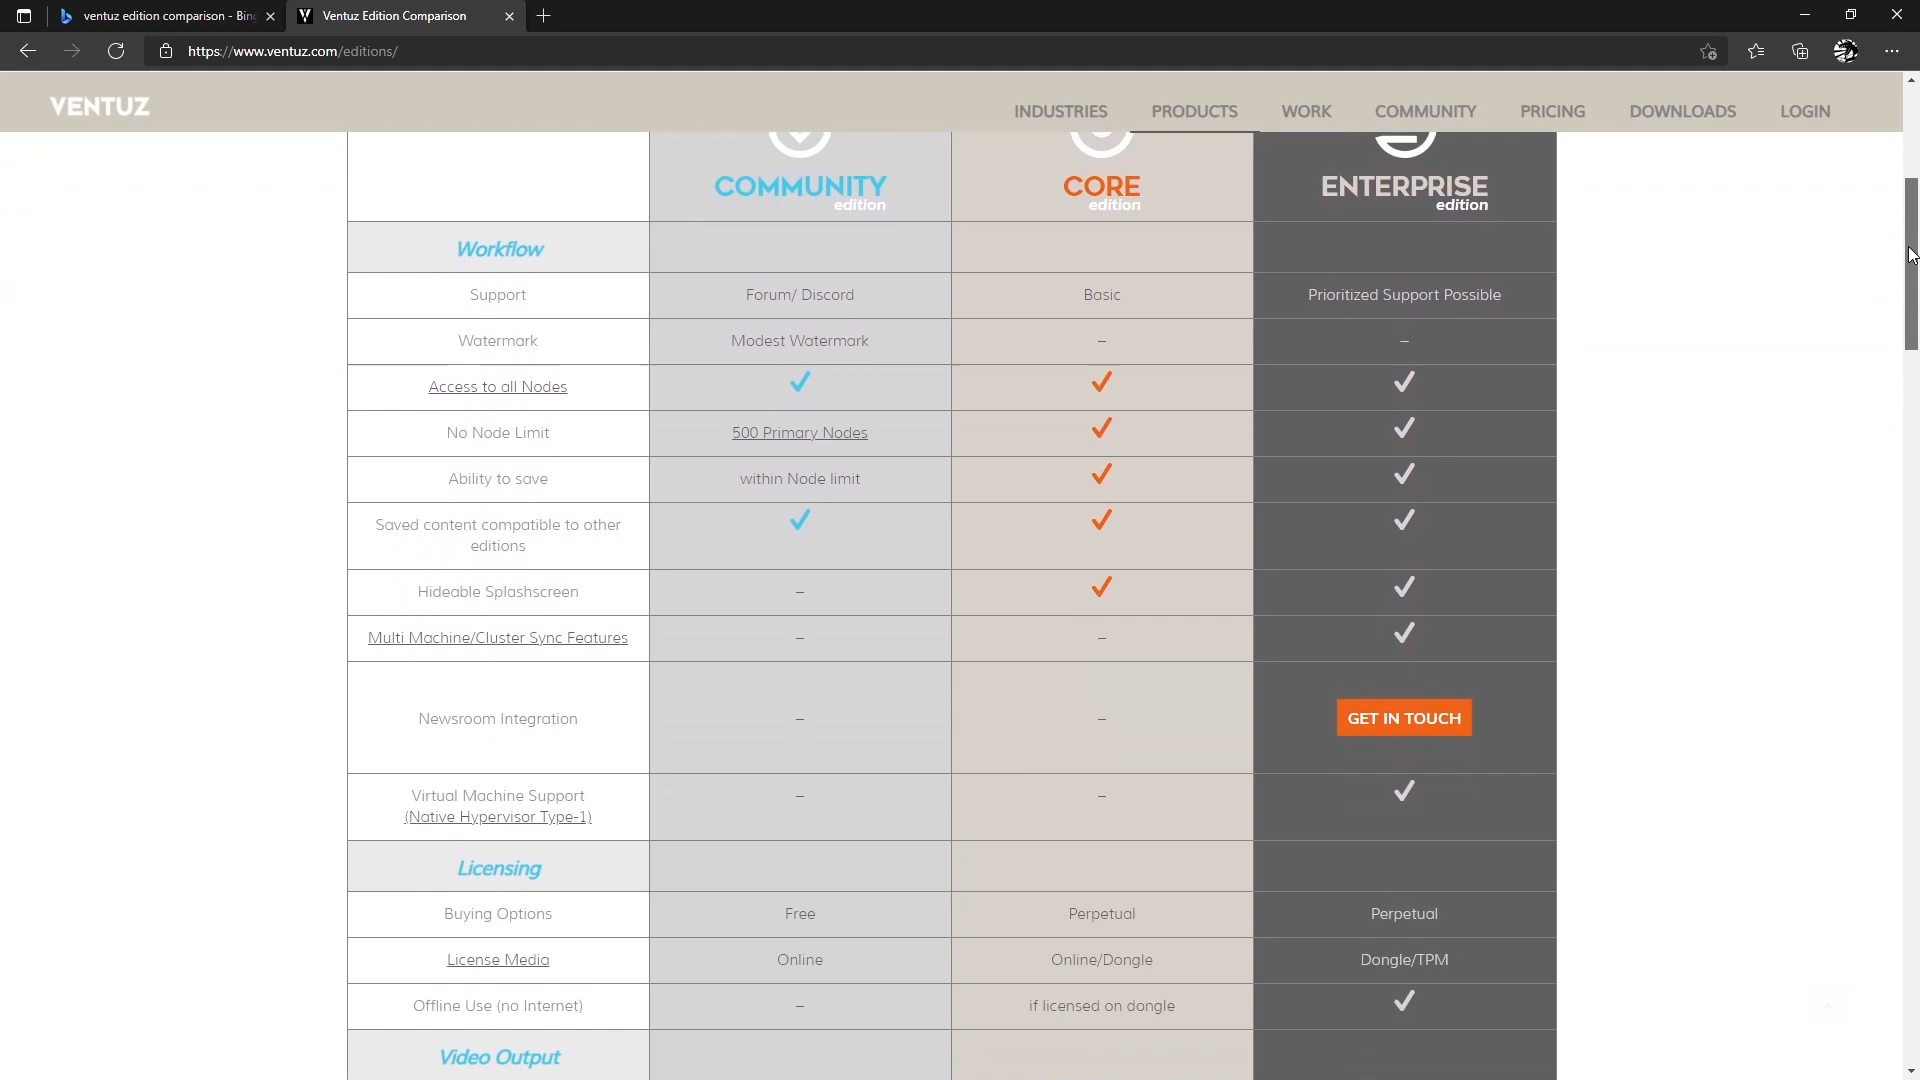 ventuz edition comparison - Bin
Ventuz Edition Comparison
https://www.ventuz.com/editions/
VENTUZ
INDUSTRIES PRODUCTS WORK COMMUNITY PRICING DOWNLOADS LOGIN
COMMUNITY edition
CORE edition
ENTERPRISE edition
Workflow
Support Forum/ Discord Basic Prioritized Support Possible
Watermark Modest Watermark – –
Access to all Nodes ✓ ✓ ✓
No Node Limit 500 Primary Nodes ✓ ✓
Ability to save within Node limit ✓ ✓
Saved content compatible to other
editions ✓ ✓ ✓
Hideable Splashscreen – ✓ ✓
Multi Machine/Cluster Sync Features – – ✓
Newsroom Integration – – GET IN TOUCH
Virtual Machine Support
(Native Hypervisor Type-1) – – ✓
Licensing
Buying Options Free Perpetual Perpetual
License Media Online Online/Dongle Dongle/TPM
Offline Use (no Internet) – if licensed on dongle ✓
Video Output